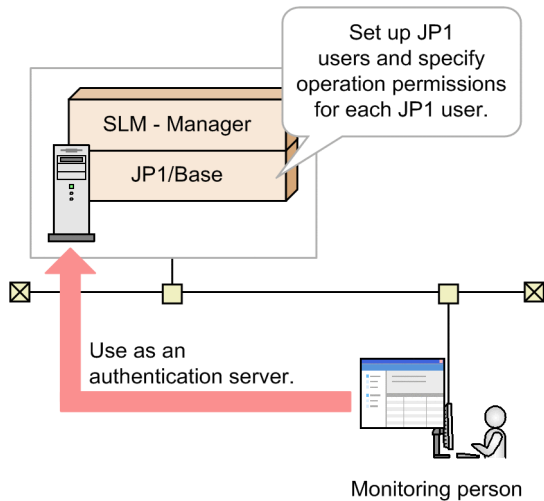 Set up JP1
users and specify
operation permissions
for each JP1 user.
SLM - Manager
JP1/Base
Use as an
authentication server.
Monitoring person